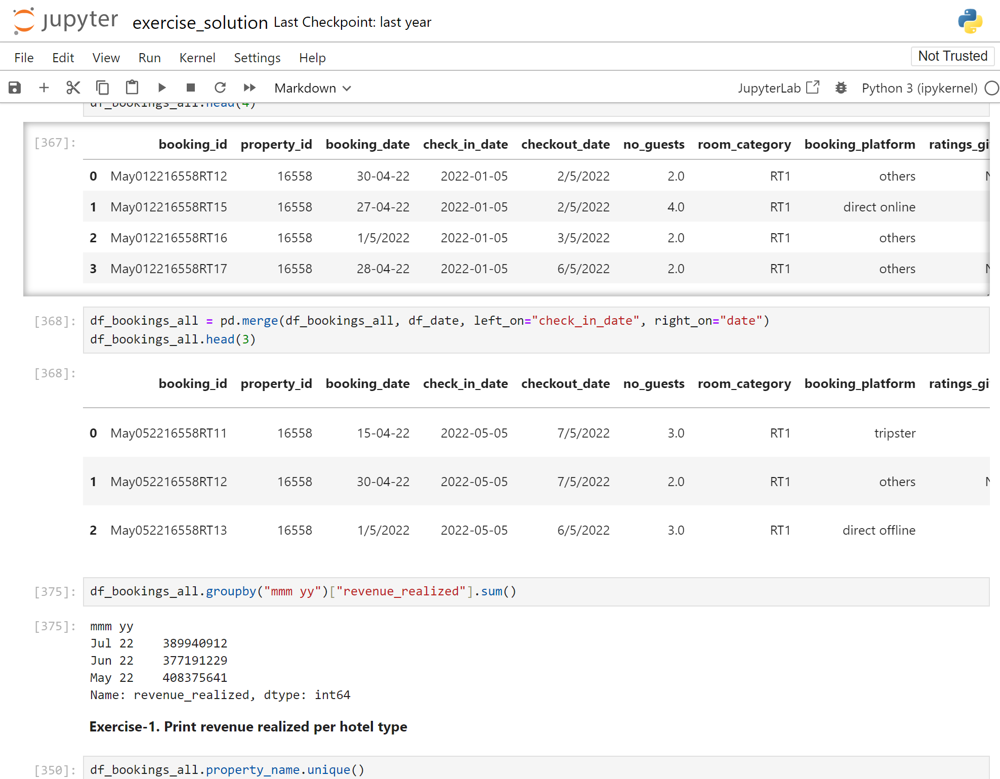 jupyter exercise_solution Last Checkpoint: last year
File Edit View Run Kernel Settings Help Not Trusted
Markdown JupyterLab Python 3 (ipykernel)
df_bookings_all.head(4)
[367]:
booking_id property_id booking_date check_in_date checkout_date no_guests room_category booking_platform ratings_gi
0 May012216558RT12 16558 30-04-22 2022-01-05 2/5/2022 2.0 RT1 others
1 May012216558RT15 16558 27-04-22 2022-01-05 2/5/2022 4.0 RT1 direct online
2 May012216558RT16 16558 1/5/2022 2022-01-05 3/5/2022 2.0 RT1 others
3 May012216558RT17 16558 28-04-22 2022-01-05 6/5/2022 2.0 RT1 others
[368]: df_bookings_all = pd.merge(df_bookings_all, df_date, left_on="check_in_date", right_on="date")
df_bookings_all.head(3)
[368]:
booking_id property_id booking_date check_in_date checkout_date no_guests room_category booking_platform ratings_gi
0 May052216558RT11 16558 15-04-22 2022-05-05 7/5/2022 3.0 RT1 tripster
1 May052216558RT12 16558 30-04-22 2022-05-05 7/5/2022 2.0 RT1 others
2 May052216558RT13 16558 1/5/2022 2022-05-05 6/5/2022 3.0 RT1 direct offline
[375]: df_bookings_all.groupby("mmm yy")["revenue_realized"].sum()
[375]: mmm yy
Jul 22 389940912
Jun 22 377191229
May 22 408375641
Name: revenue_realized, dtype: int64
Exercise-1. Print revenue realized per hotel type
[350]: df_bookings_all.property_name.unique()